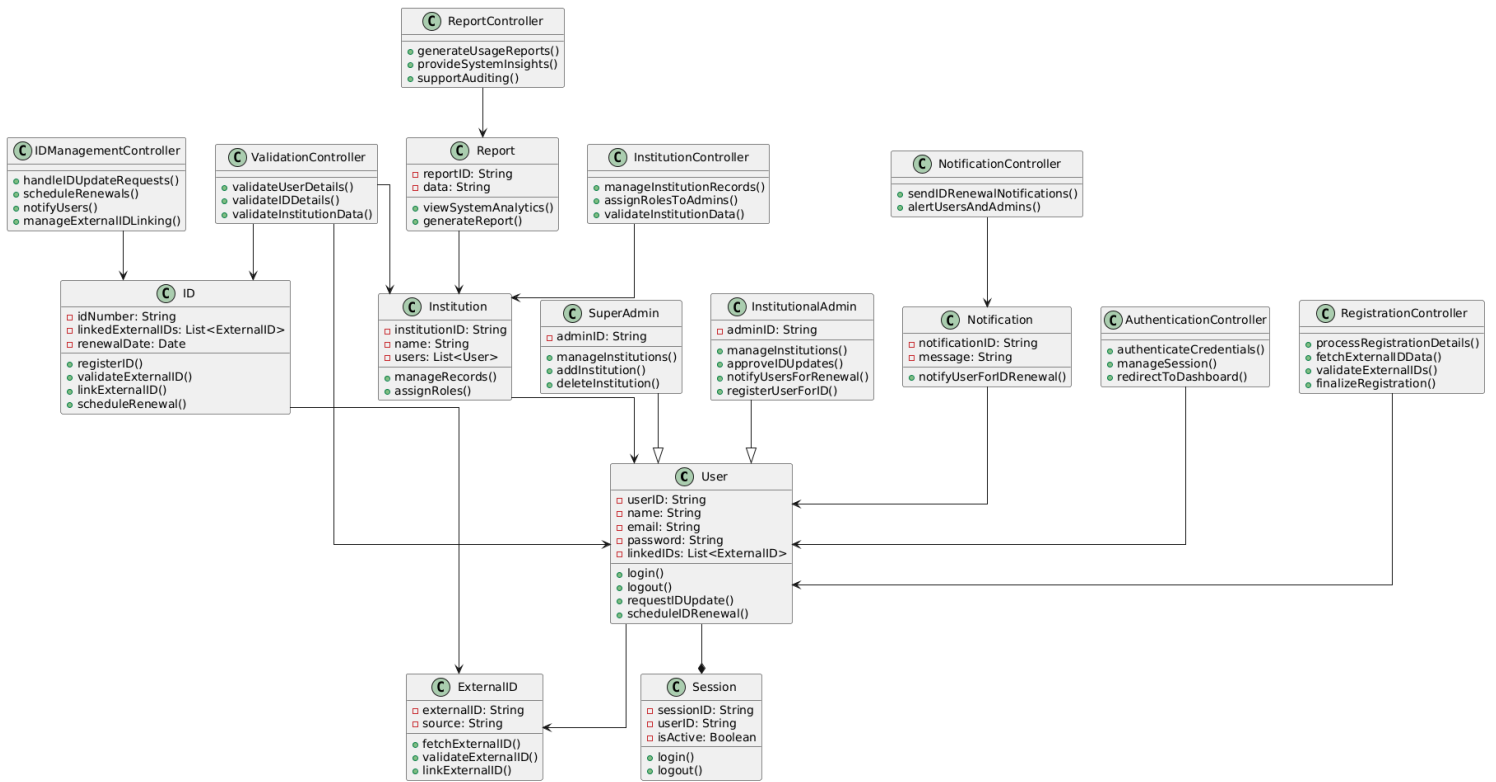 C ReportController
generateUsageReports()
provideSystemInsights()
supportAuditing()
C IDManagementController
handleIDUpdateRequests()
scheduleRenewals()
notifyUsers()
manageExternalIDLinking()
C ValidationController
validateUserDetails()
validateIDDetails()
validateInstitutionData()
C Report
reportID: String
data: String
viewSystemAnalytics()
generateReport()
C InstitutionController
manageInstitutionRecords()
assignRolesToAdmins()
validateInstitutionData()
C NotificationController
sendIDRenewalNotifications()
alertUsersAndAdmins()
C ID
idNumber: String
linkedExternalIDs: List<ExternalID>
renewalDate: Date
registerID()
validateExternalID()
linkExternalID()
scheduleRenewal()
C Institution
institutionID: String
name: String
users: List<User>
manageRecords()
assignRoles()
C SuperAdmin
adminID: String
manageInstitutions()
addInstitution()
deleteInstitution()
C InstitutionalAdmin
adminID: String
manageInstitutions()
approveIDUpdates()
notifyUsersForRenewal()
registerUserForID()
C Notification
notificationID: String
message: String
notifyUserForIDRenewal()
C AuthenticationController
authenticateCredentials()
manageSession()
redirectToDashboard()
C RegistrationController
processRegistrationDetails()
fetchExternalIDData()
validateExternalIDs()
finalizeRegistration()
C User
userID: String
name: String
email: String
password: String
linkedIDs: List<ExternalID>
login()
logout()
requestIDUpdate()
scheduleIDRenewal()
C ExternalID
externalID: String
source: String
fetchExternalID()
validateExternalID()
linkExternalID()
C Session
sessionID: String
userID: String
isActive: Boolean
login()
logout()